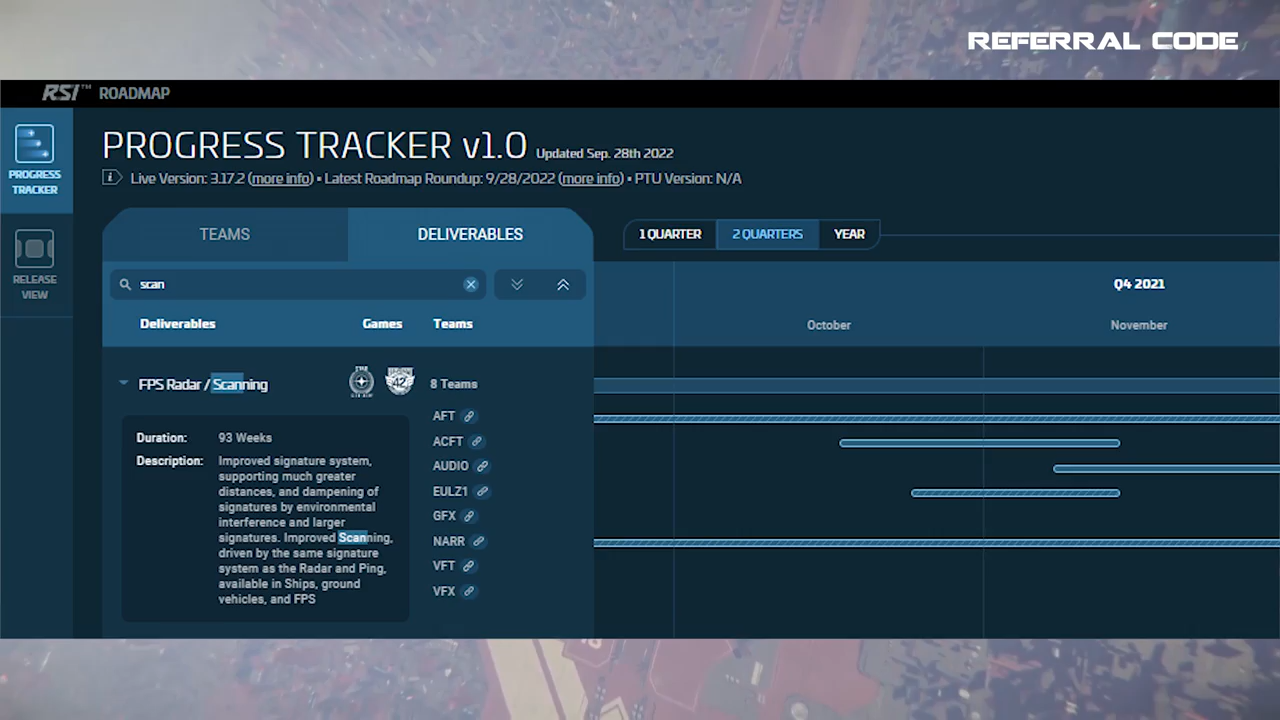 REFERRAL CODE
RSI™ ROADMAP
PROGRESS TRACKER
PROGRESS TRACKER v1.0 Updated Sep. 28th 2022
Live Version: 3.17.2 (more info) • Latest Roadmap Roundup: 9/28/2022 (more info) • PTU Version: N/A
RELEASE VIEW
TEAMS DELIVERABLES 1 QUARTER 2 QUARTERS YEAR
scan Q4 2021
Deliverables Games Teams October November
FPS Radar / Scanning 42 8 Teams
AFT
ACFT
AUDIO
EULZ1
GFX
NARR
VFT
VFX
Duration: 93 Weeks
Description: Improved signature system,
supporting much greater
distances, and dampening of
signatures by environmental
interference and larger
signatures. Improved Scanning,
driven by the same signature
system as the Radar and Ping,
available in Ships, ground
vehicles, and FPS